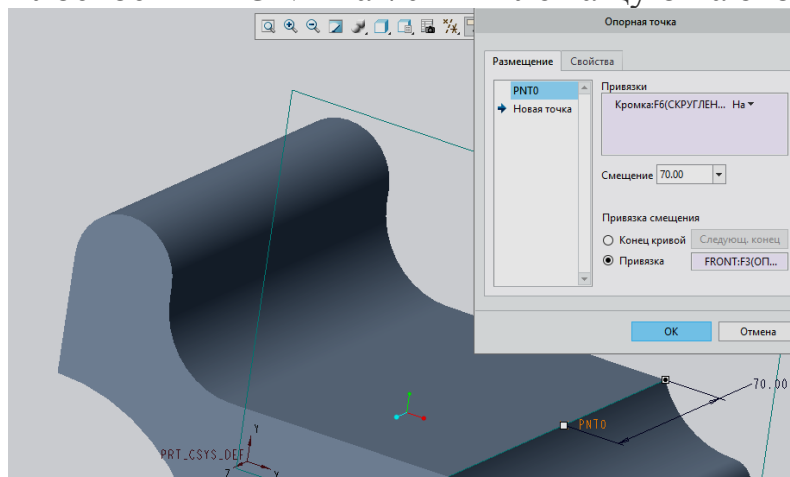 Опорная точка
Размещение Свойства
PNT0
Новая точка
Привязки
Кромка:F6(СКРУГЛЕН... На
Смещение 70.00
Привязка смещения
Конец кривой Следующ. конец
Привязка FRONT:F3(ОП...
ОК Отмена
70.00
PNT0
Y
PRT_CSYS_DEF
Z